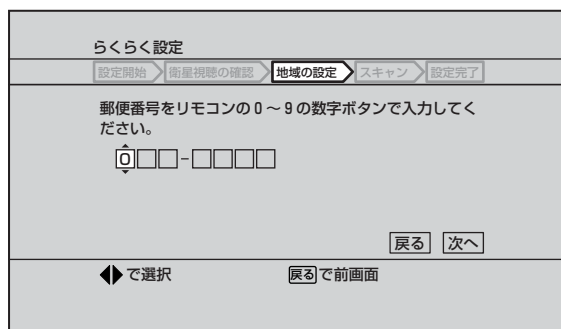 らくらく設定
設定開始 衛星視聴の確認 地域の設定 スキャン 設定完了
郵便番号をリモコンの0~9の数字ボタンで入力してく
ださい。
0□□-□□□□
戻る 次へ
で選択 戻るで前画面